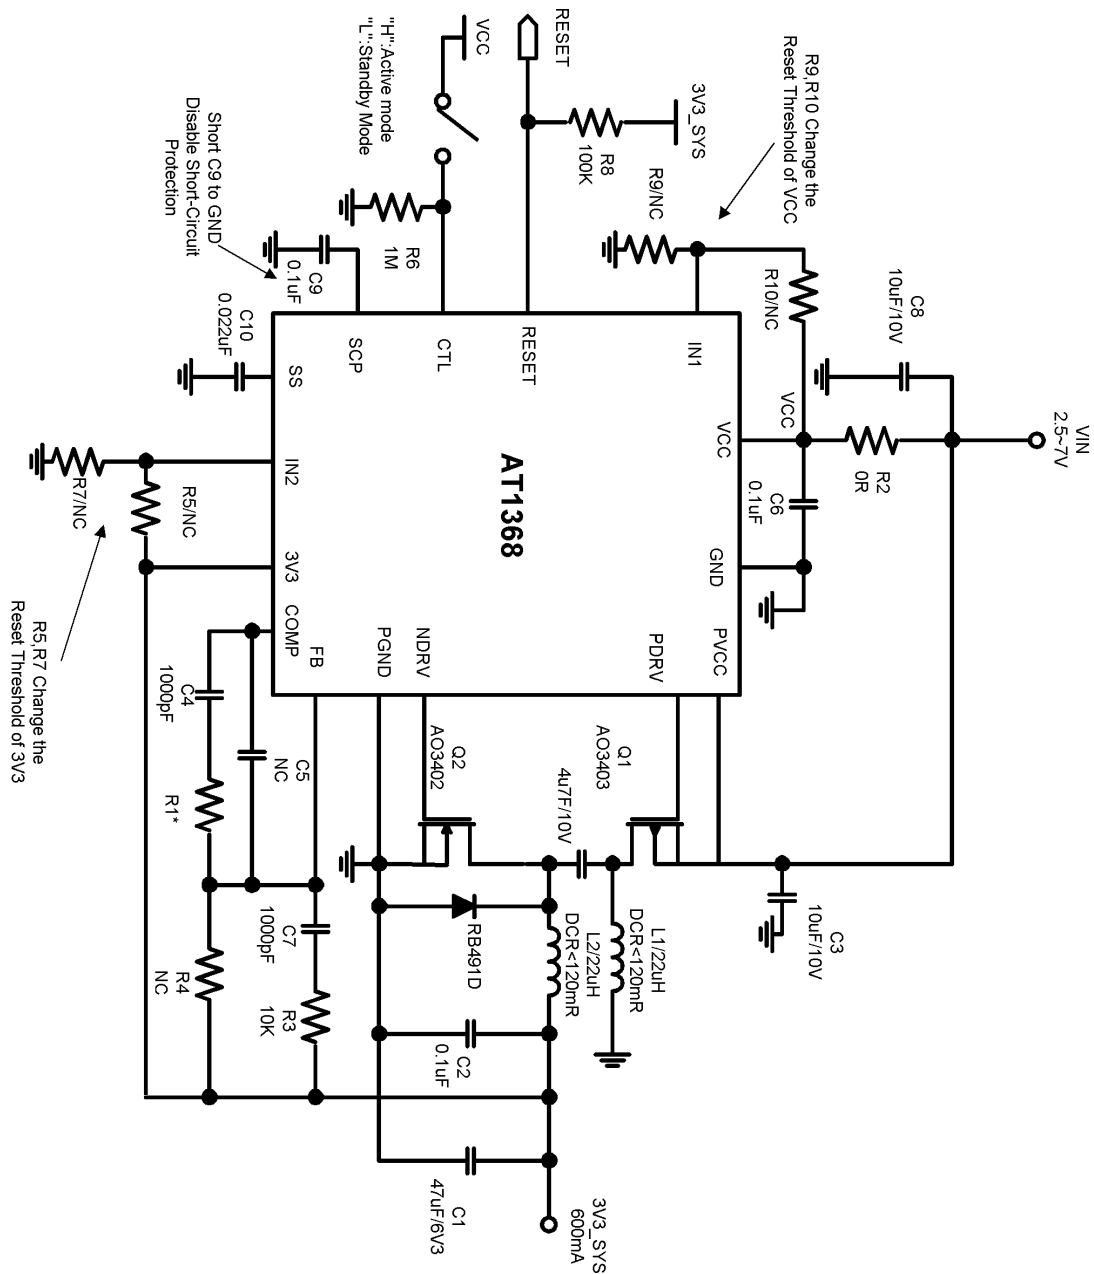 VIN
2.5~7V
C8
10uF/10V
R2
0R
VCC
C6
0.1uF
R10/NC
R9,R10 Change the
Reset Threshold of VCC
R9/NC
3V3_SYS
R8
100K
RESET
VCC
"H":Active mode
"L":Standby Mode
R6
1M
Short C9 to GND
Disable Short-Circuit
Protection
C9
0.1uF
C10
0.022uF
IN1
VCC
GND
PVCC
RESET
AT1368
PDRV
CTL
NDRV
SCP
PGND
FB
SS
IN2
3V3
COMP
R7/NC
R5/NC
R5,R7 Change the
Reset Threshold of 3V3
C4
1000pF
R1*
C5
NC
R4
NC
C7
1000pF
R3
10K
Q2
AO3402
Q1
AO3403
4u7F/10V
RB491D
L2/22uH
DCR<120mR
L1/22uH
DCR<120mR
C3
10uF/10V
C2
0.1uF
C1
47uF/6V3
3V3_SYS
600mA